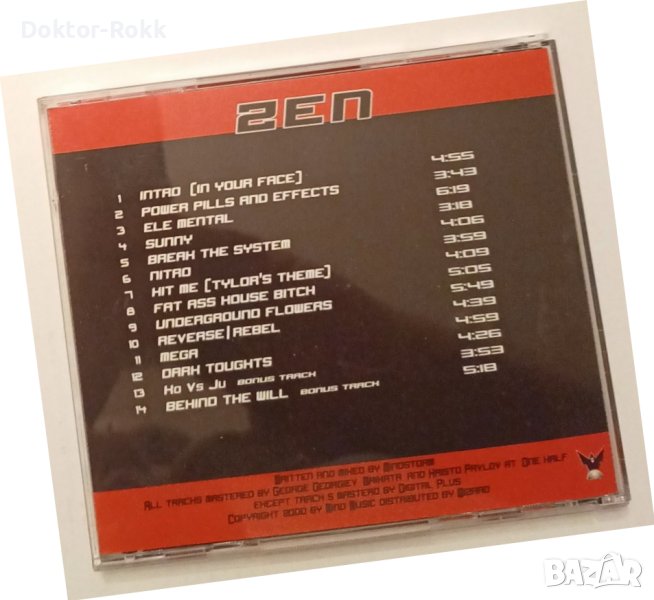 Doktor-Rokk
ZEN
1 INTRO [IN YOUR FACE] 4:55
2 POWER PILLS AND EFFECTS 3:43
3 ELE MENTAL 6:19
4 SUNNY 3:18
5 BREAK THE SYSTEM 4:06
6 NITRO 3:59
7 HIT ME [TYLOR'S THEME] 4:09
8 FAT ASS HOUSE BITCH 5:05
9 UNDERGROUND FLOWERS 5:49
10 REVERSE|REBEL 4:39
11 MEGA 4:59
12 DARK TOUGHTS 4:26
13 Ho Vs Ju BONUS TRACK 3:53
14 BEHIND THE WILL BONUS TRACK 5:18
WRITTEN AND MIXED BY MINDSTORM
ALL TRACKS MASTERED BY GEORGE GEORGIEV MAHATA AND HRISTO PAVLOV AT ONE HALF
EXCEPT TRACK 5 MASTERD BY DIGITAL PLUS
COPYRIGHT 2000 BY MIND MUSIC DISTRIBUTED BY WIZARD
BAZAR